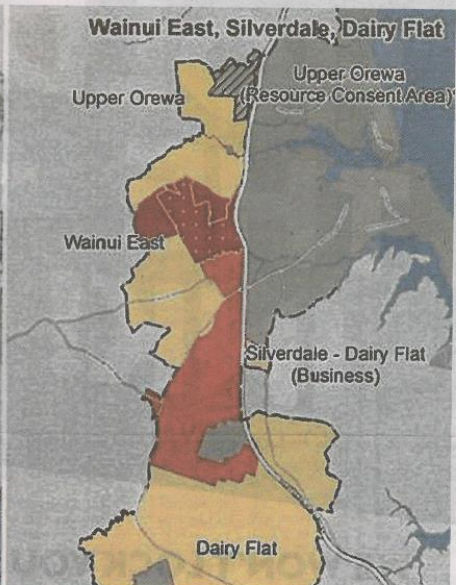 Wainui East, Silverdale, Dairy Flat
Upper Orewa
(Resource Consent Area)*
Upper Orewa
Wainui East
Silverdale - Dairy Flat
(Business)
Dairy Flat